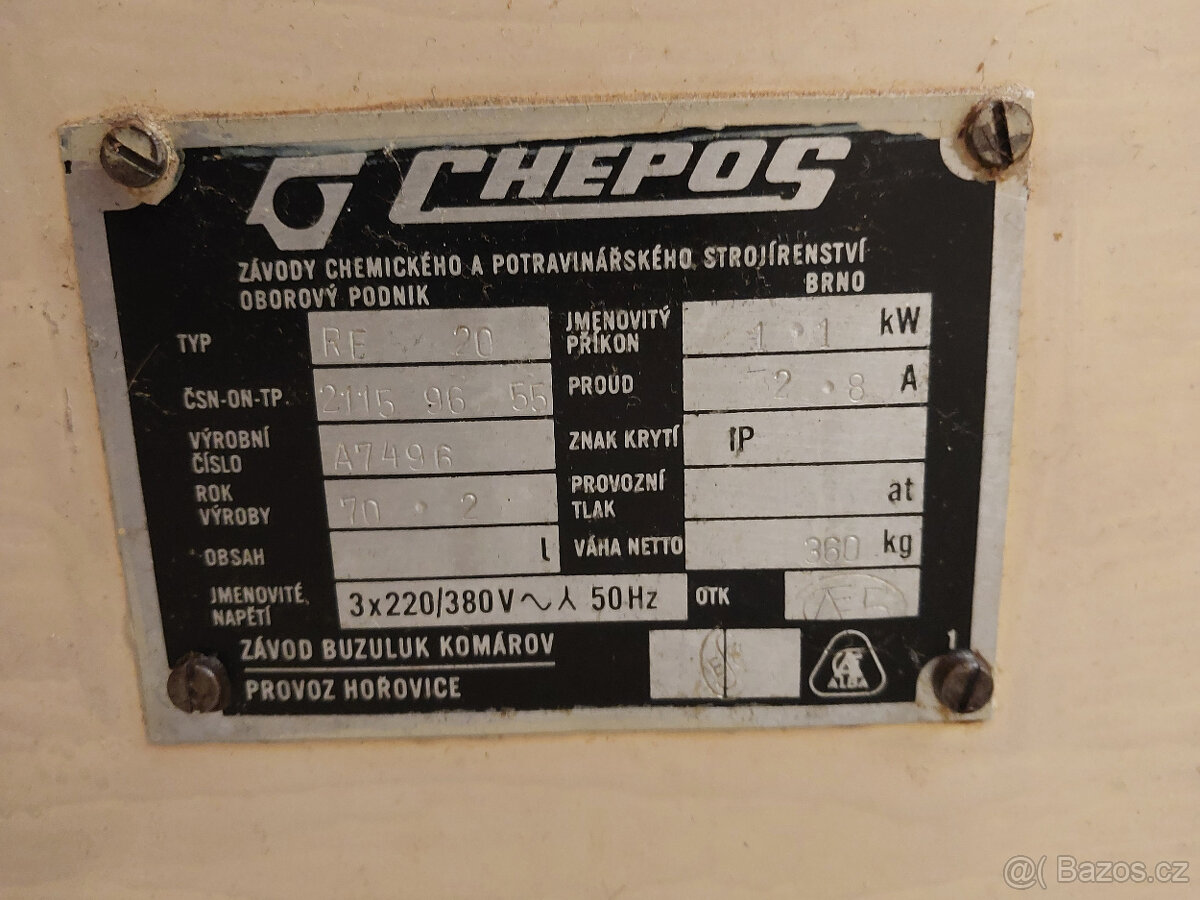 CHEPOS
ZÁVODY CHEMICKÉHO A POTRAVINÁŘSKÉHO STROJÍRENSTVÍ
OBOROVÝ PODNIK BRNO
TYP RE 20
JMENOVITÝ PŘÍKON 1.1 kW
ČSN-ON-TP. 2115 96 55
PROUD 2.8 A
VÝROBNÍ ČÍSLO A7496
ZNAK KRYTÍ IP
ROK VÝROBY 70.2
PROVOZNÍ TLAK at
OBSAH l
VÁHA NETTO 360 kg
JMENOVITÉ NAPĚTÍ 3x220/380V ~ ⅄ 50Hz
OTK
ZÁVOD BUZULUK KOMÁROV
PROVOZ HOŘOVICE
1
@( Bazos.cz